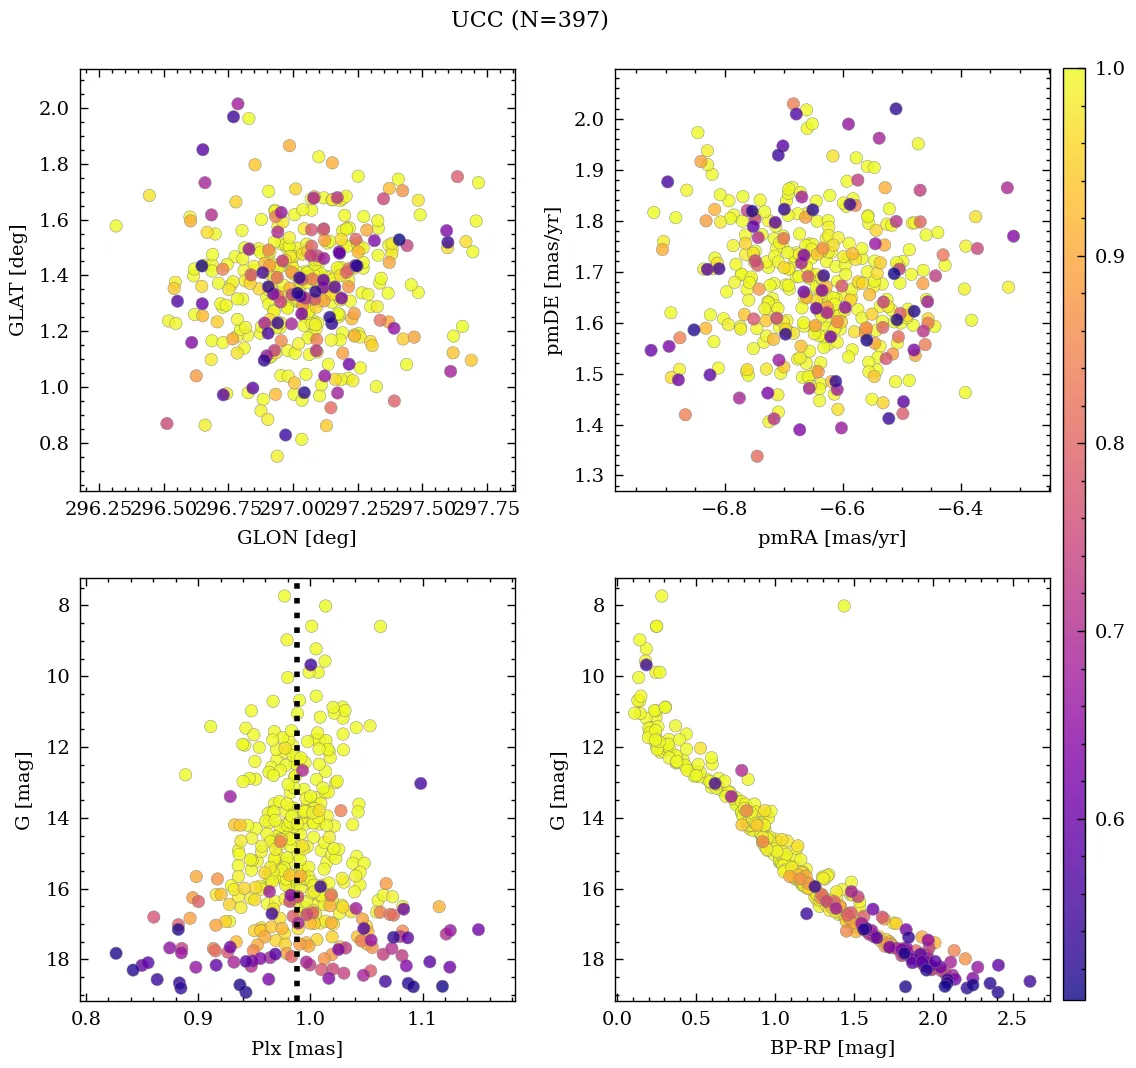 UCC (N=397)
2.0
1.8
1.6
1.4
1.2
1.0
0.8
GLAT [deg]
296.25 296.50 296.75 297.00 297.25 297.50 297.75
GLON [deg]
2.0
1.9
1.8
1.7
1.6
1.5
1.4
1.3
pmDE [mas/yr]
−6.8 −6.6 −6.4
pmRA [mas/yr]
8
10
12
14
16
18
G [mag]
0.8 0.9 1.0 1.1
Plx [mas]
8
10
12
14
16
18
G [mag]
0.0 0.5 1.0 1.5 2.0 2.5
BP-RP [mag]
1.0
0.9
0.8
0.7
0.6